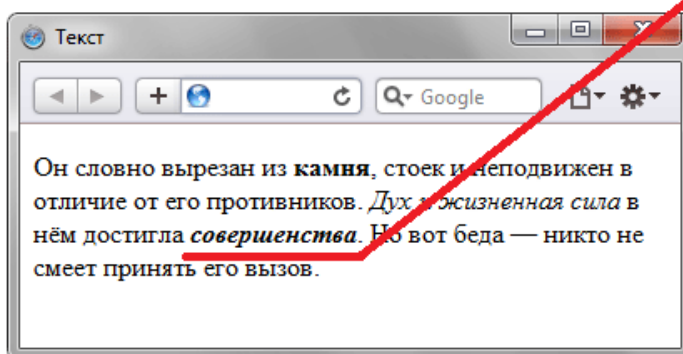 Текст
Google
Он словно вырезан из камня, стоек и неподвижен в
отличие от его противников. Дух и жизненная сила в
нём достигла совершенства. Но вот беда — никто не
смеет принять его вызов.